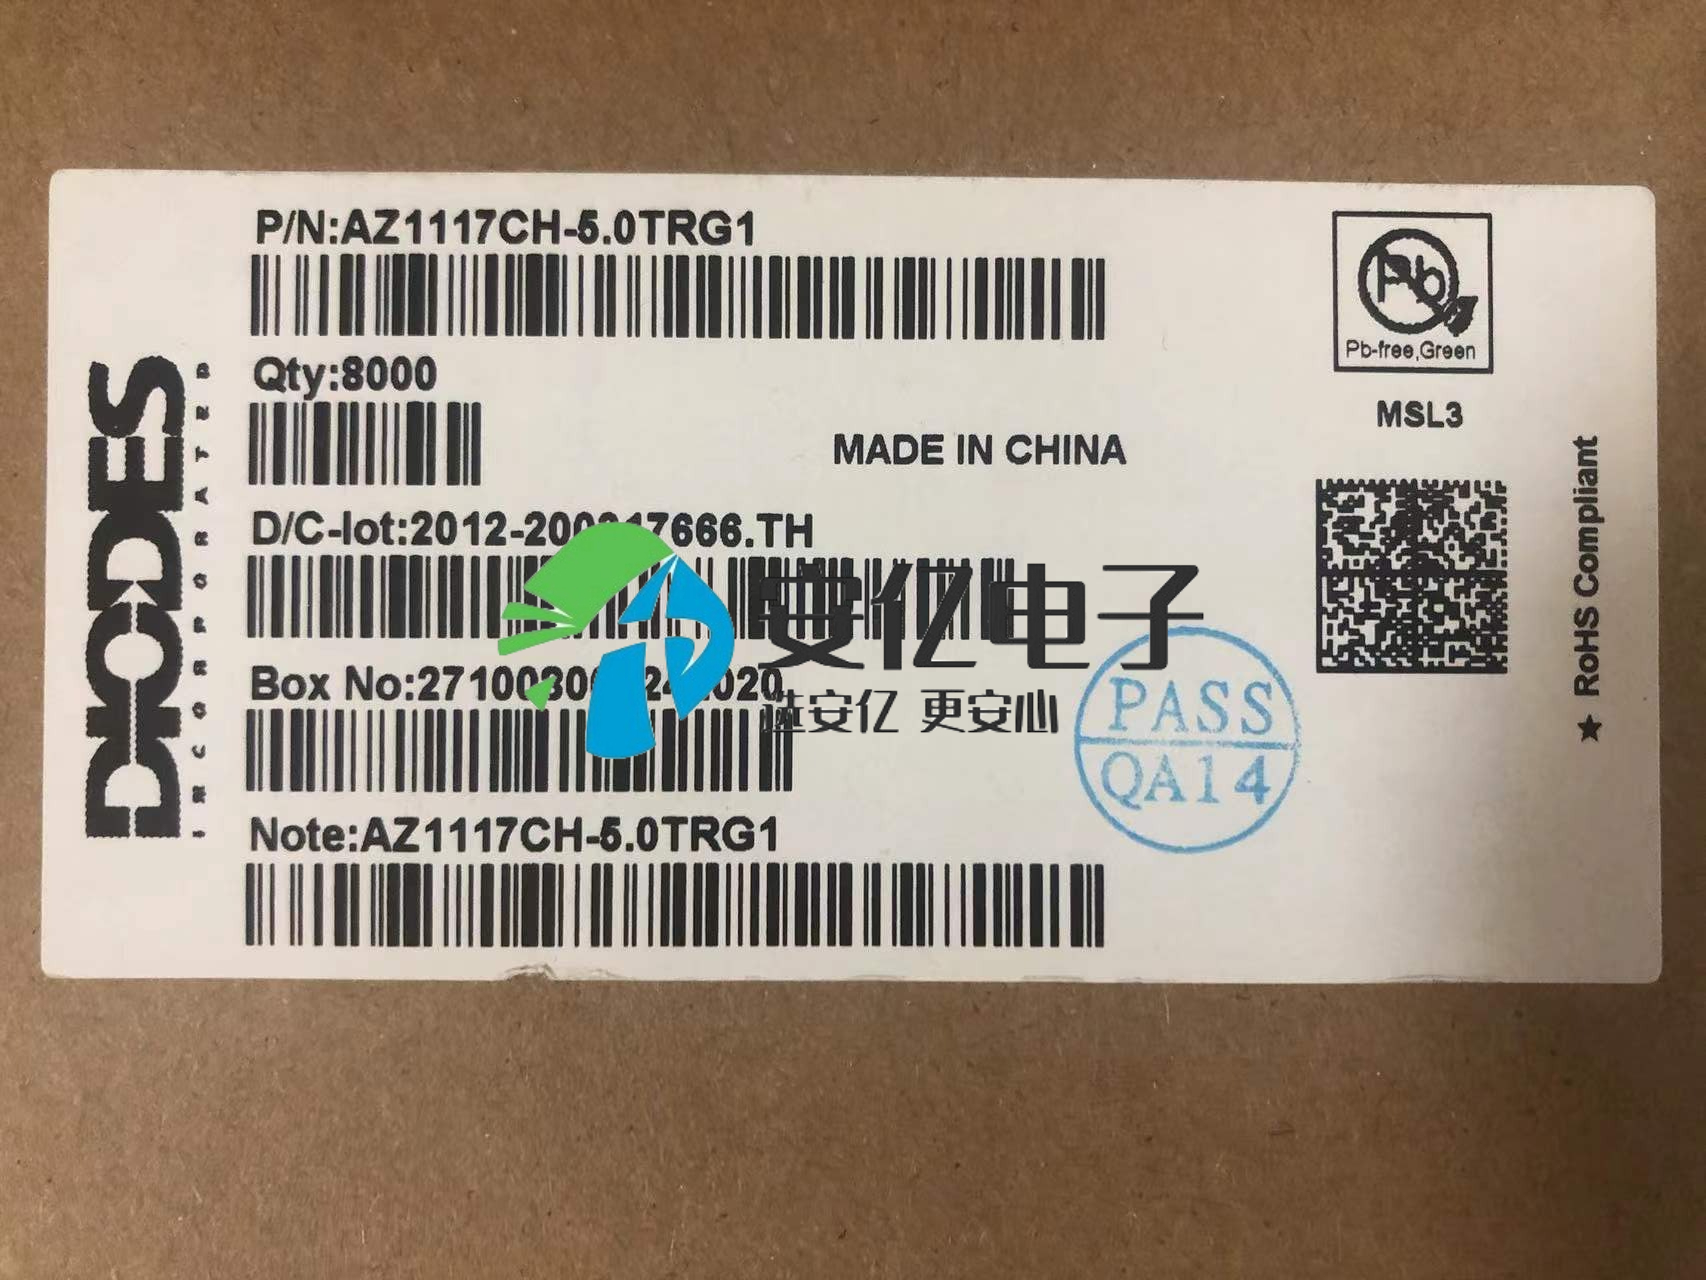 P/N:AZ1117CH-5.0TRG1
Pb
Pb-free,Green
Qty:8000
MSL3
MADE IN CHINA
DIODES
INCORPORATED
RoHS Compliant
安亿电子
选安亿 更安心
PASS
QA14
Note:AZ1117CH-5.0TRG1